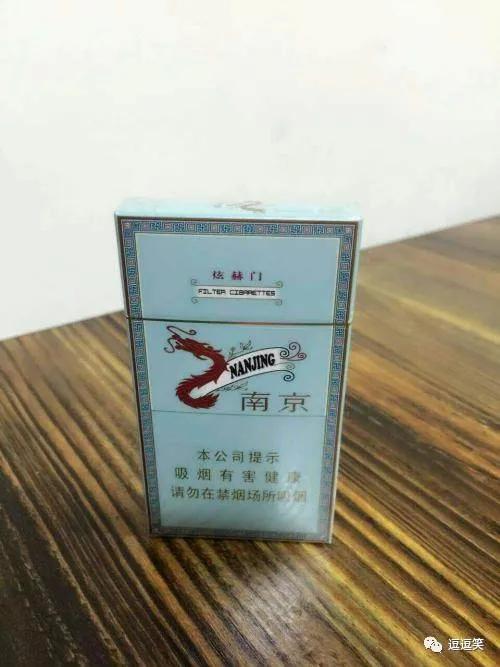 炫赫门
FILTER CIGARETTES
NANJING
南京
本公司提示
吸烟有害健康
请勿在禁烟场所吸烟
逗逗笑